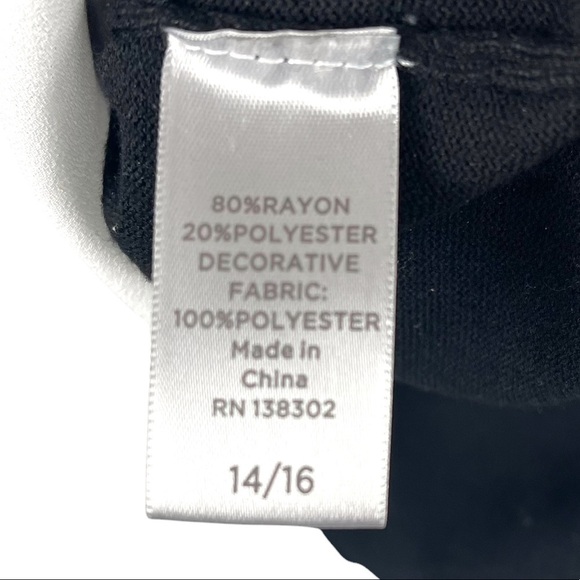 80%RAYON
20%POLYESTER
DECORATIVE
FABRIC:
100%POLYESTER
Made in
China
RN 138302
14/16